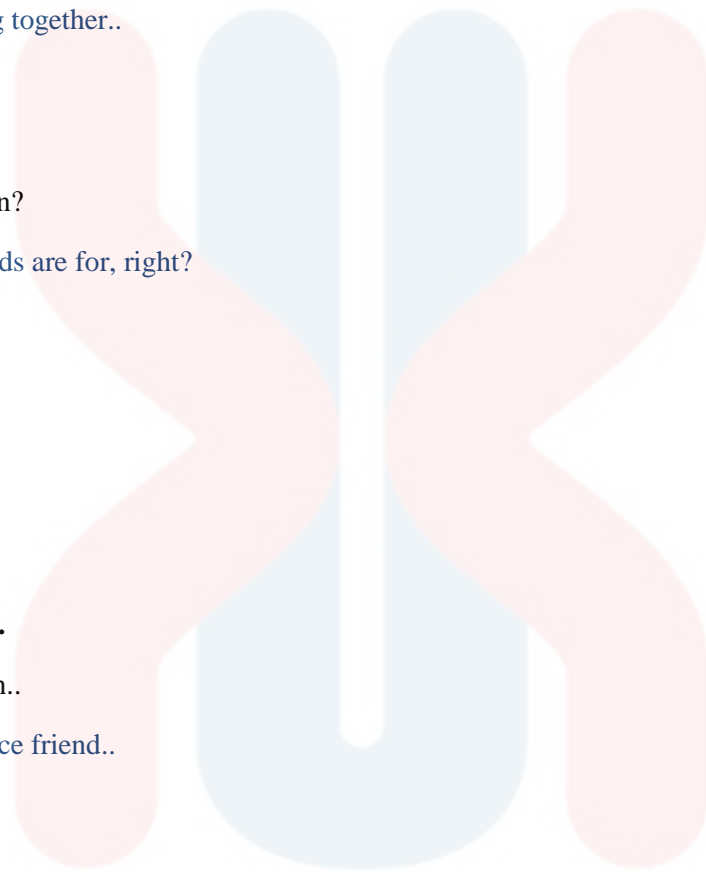 g together..
n?
ds are for, right?
.
n..
ce friend..